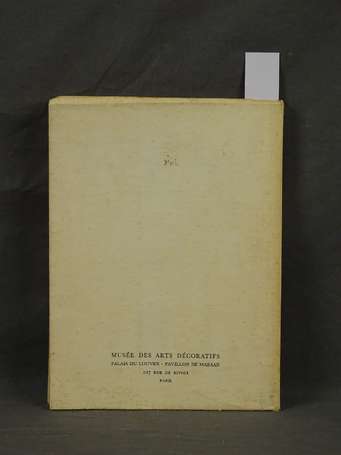 MUSÉE DES ARTS DÉCORATIFS
PALAIS DU LOUVRE - PAVILLON DE MARSAN
107 RUE DE RIVOLI
PARIS